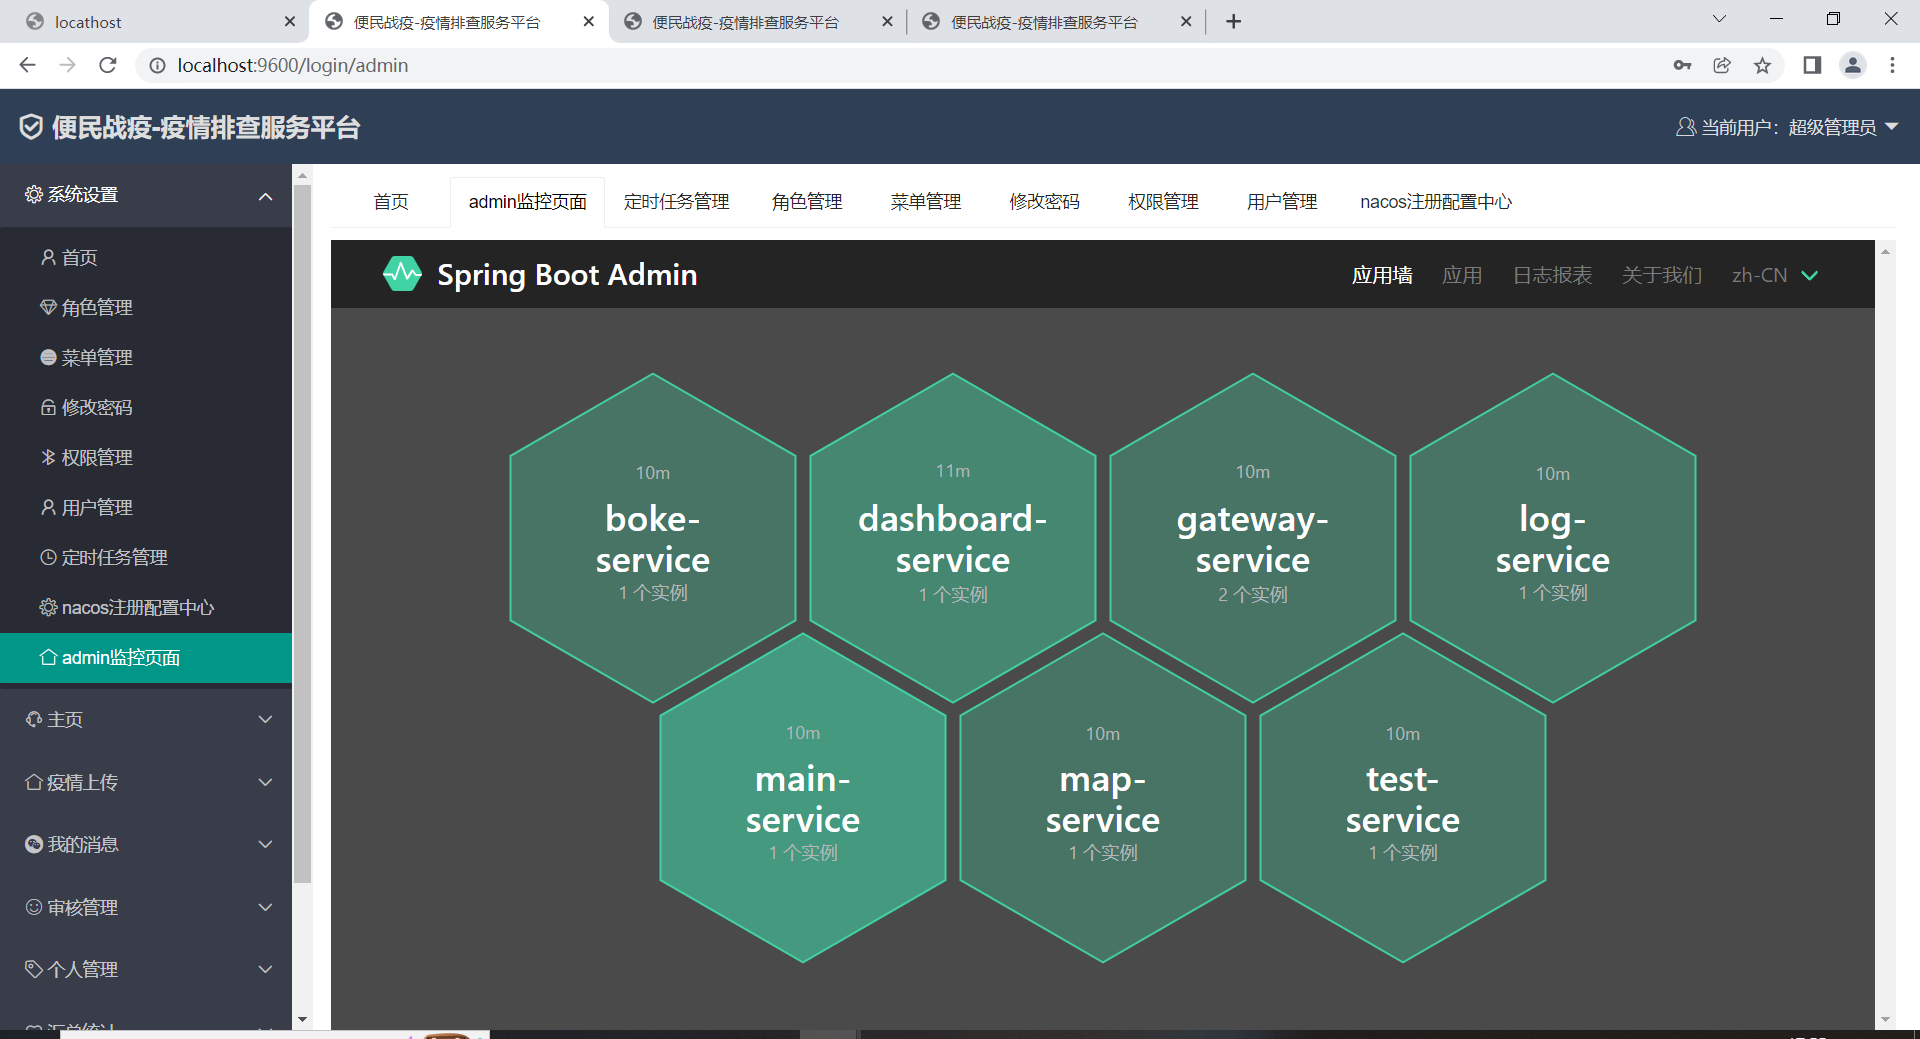 locathost
便民战疫-疫情排查服务平台
便民战疫-疫情排查服务平台
便民战疫-疫情排查服务平台
localhost:9600/login/admin
便民战疫-疫情排查服务平台
当前用户：超级管理员
系统设置
首页
角色管理
菜单管理
修改密码
权限管理
用户管理
定时任务管理
nacos注册配置中心
admin监控页面
主页
疫情上传
我的消息
审核管理
个人管理
汇总统计
首页
admin监控页面
定时任务管理
角色管理
菜单管理
修改密码
权限管理
用户管理
nacos注册配置中心
Spring Boot Admin
应用墙
应用
日志报表
关于我们
zh-CN
10m
boke-
service
1 个实例
11m
dashboard-
service
1 个实例
10m
gateway-
service
2 个实例
10m
log-
service
1 个实例
10m
main-
service
1 个实例
10m
map-
service
1 个实例
10m
test-
service
1 个实例